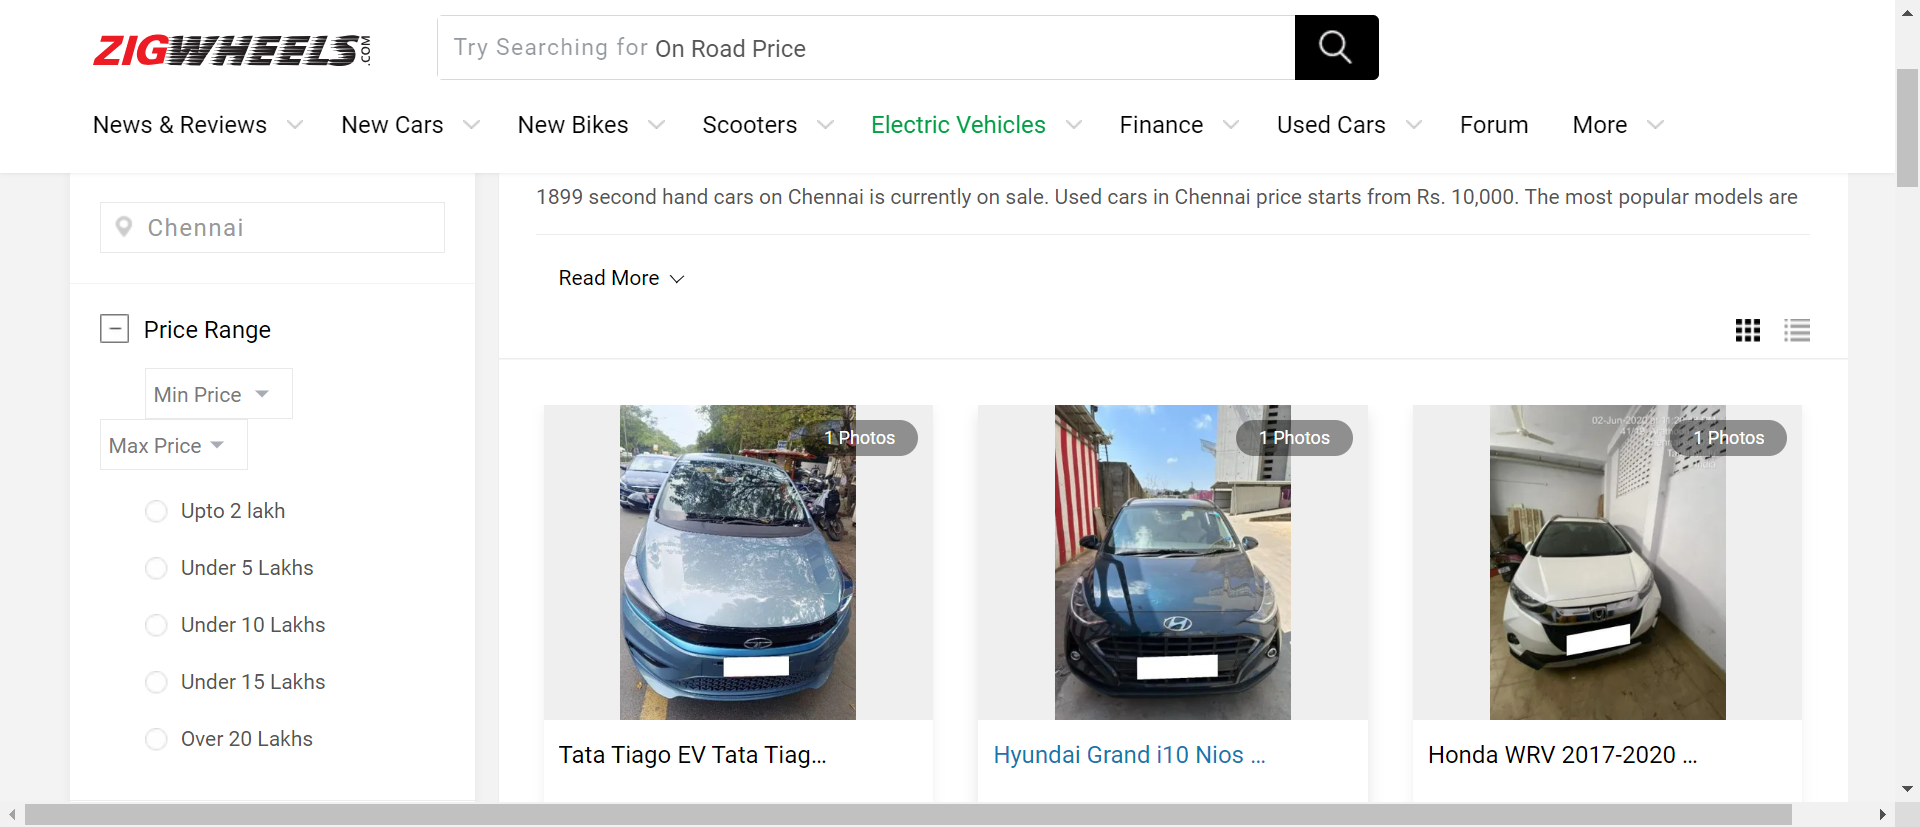 ZIGWHEELS.COM
Try Searching for On Road Price
News & Reviews New Cars New Bikes Scooters Electric Vehicles Finance Used Cars Forum More
Chennai
Price Range
Min Price
Max Price
Upto 2 lakh
Under 5 Lakhs
Under 10 Lakhs
Under 15 Lakhs
Over 20 Lakhs
1899 second hand cars on Chennai is currently on sale. Used cars in Chennai price starts from Rs. 10,000. The most popular models are
Read More
1 Photos
Tata Tiago EV Tata Tiag...
1 Photos
Hyundai Grand i10 Nios ...
02-Jun-20
1 Photos
Honda WRV 2017-2020 ...